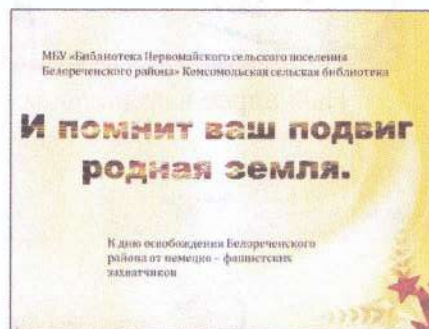 МБУ «Библиотека Первомайского сельского поселения
Белореченского района» Комсомольская сельская библиотека
И помнит ваш подвиг
родная земля.
К дню освобождения Белореченского
района от немецко – фашистских
захватчиков